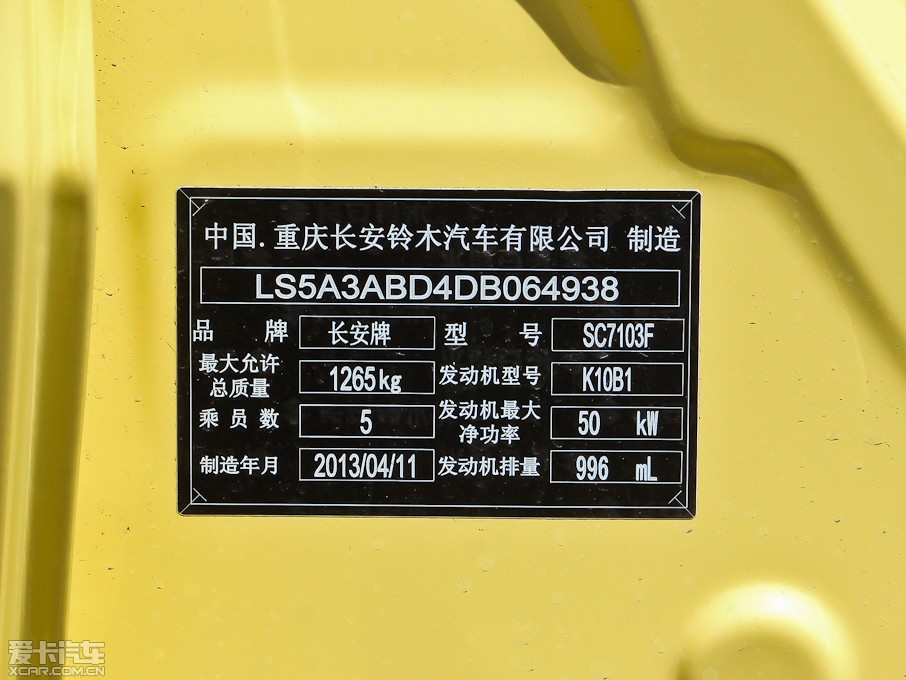 中国.重庆长安铃木汽车有限公司 制造
LS5A3ABD4DB064938
品 牌 长安牌 型 号 SC7103F
最大允许总质量 1265kg 发动机型号 K10B1
乘员数 5 发动机最大净功率 50 kW
制造年月 2013/04/11 发动机排量 996 mL
爱卡汽车
XCAR.COM.CN